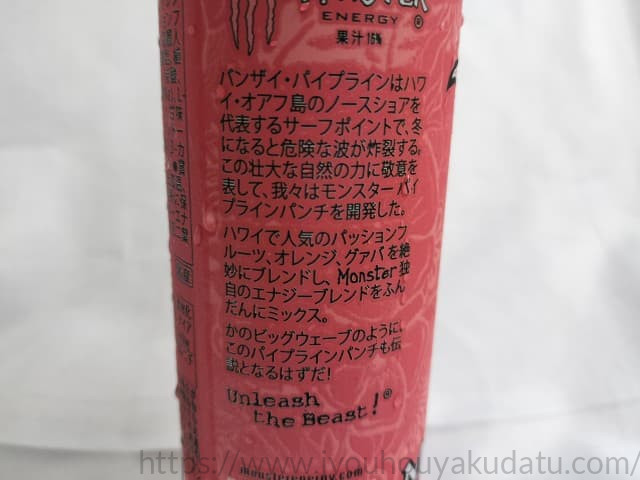 ENERGY ®
果汁15%
バンザイ・パイプラインはハワ
イ・オアフ島のノースショアを
代表するサーフポイントで、冬
になると危険な波が炸裂する。
この壮大な自然の力に敬意を
表して、我々はモンスター パイ
プラインパンチを開発した。
ハワイで人気のパッションフ
ルーツ、オレンジ、グァバを絶
妙にブレンドし、Monster独
自のエナジーブレンドをふん
だんにミックス。
かのビッグウェーブのように、
このパイプラインパンチも伝
説となるはずだ!
Unleash
the Beast!®
monsterenergy.com
https://www.jyouhouyakudatu.com/